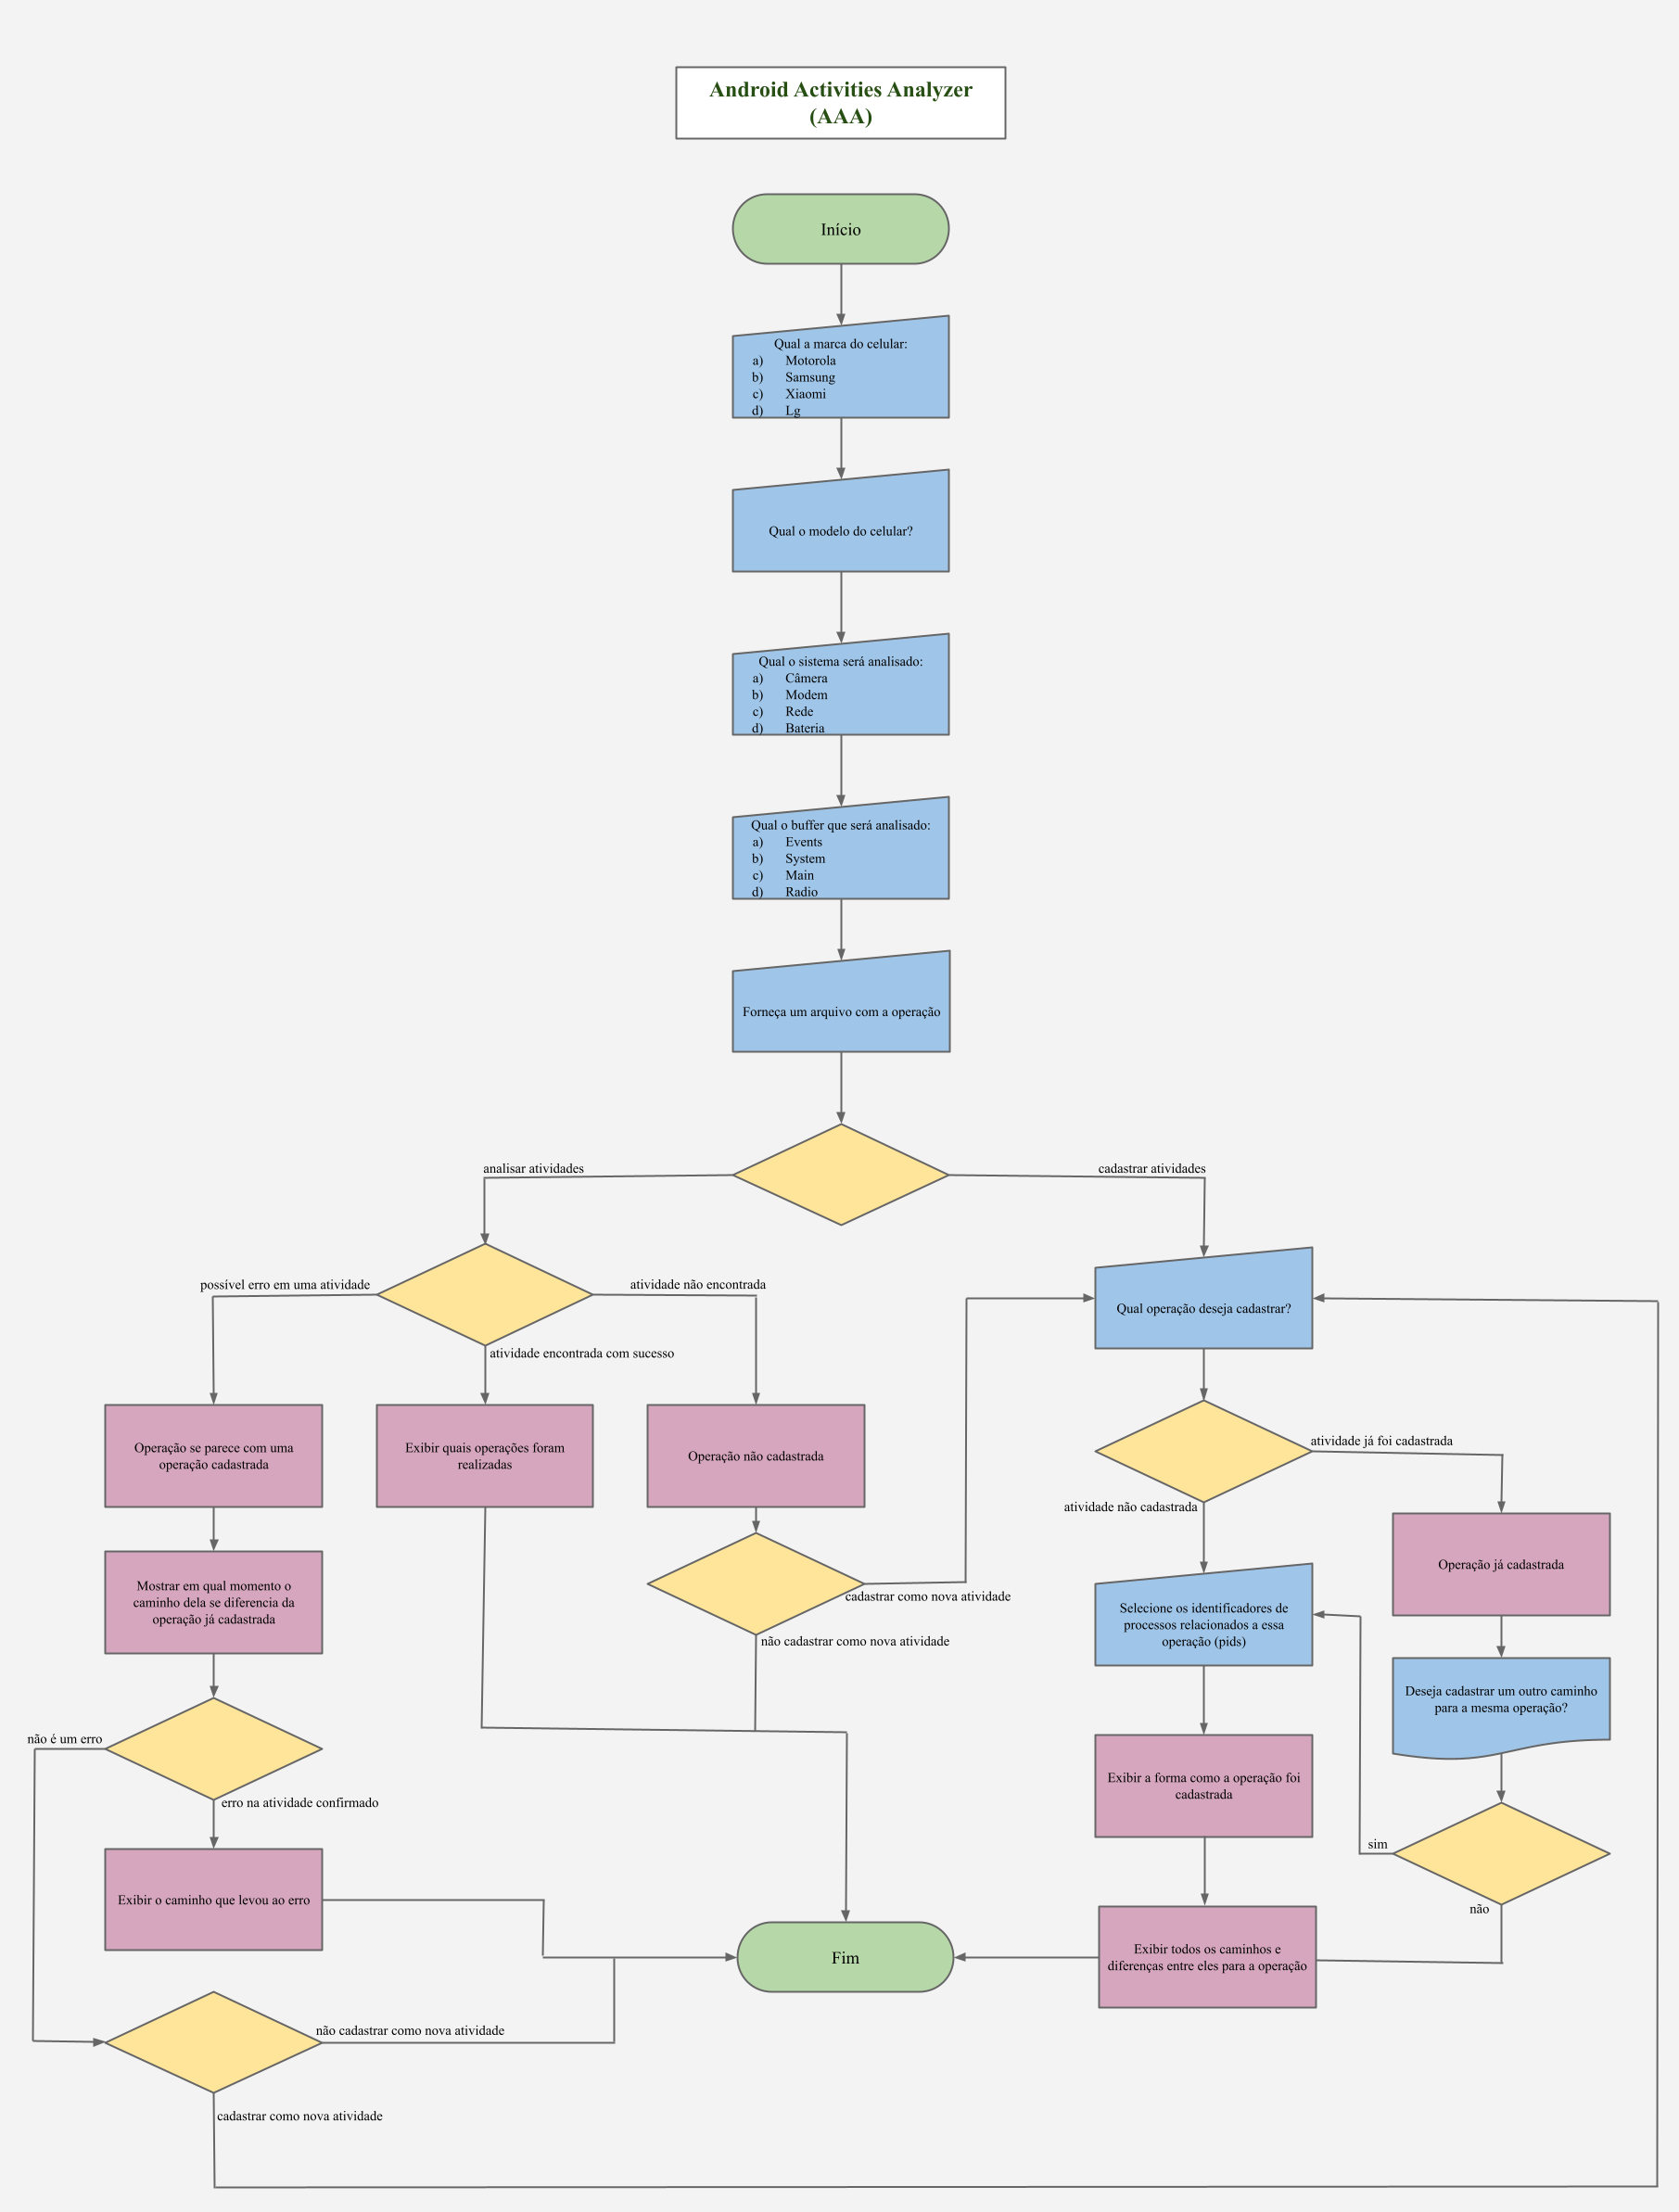 Android Activities Analyzer
(AAA)
Início
Qual a marca do celular:
a) Motorola
b) Samsung
c) Xiaomi
d) Lg
Qual o modelo do celular?
Qual o sistema será analisado:
a) Câmera
b) Modem
c) Rede
d) Bateria
Qual o buffer que será analisado:
a) Events
b) System
c) Main
d) Radio
Forneça um arquivo com a operação
analisar atividades
cadastrar atividades
possível erro em uma atividade
atividade não encontrada
atividade encontrada com sucesso
Qual operação deseja cadastrar?
Operação se parece com uma
operação cadastrada
Exibir quais operações foram
realizadas
Operação não cadastrada
atividade já foi cadastrada
atividade não cadastrada
Operação já cadastrada
Mostrar em qual momento o
caminho dela se diferencia da
operação já cadastrada
cadastrar como nova atividade
não cadastrar como nova atividade
Selecione os identificadores de
processos relacionados a essa
operação (pids)
Deseja cadastrar um outro caminho
para a mesma operação?
não é um erro
erro na atividade confirmado
Exibir a forma como a operação foi
cadastrada
sim
não
Exibir o caminho que levou ao erro
Fim
Exibir todos os caminhos e
diferenças entre eles para a operação
não cadastrar como nova atividade
cadastrar como nova atividade